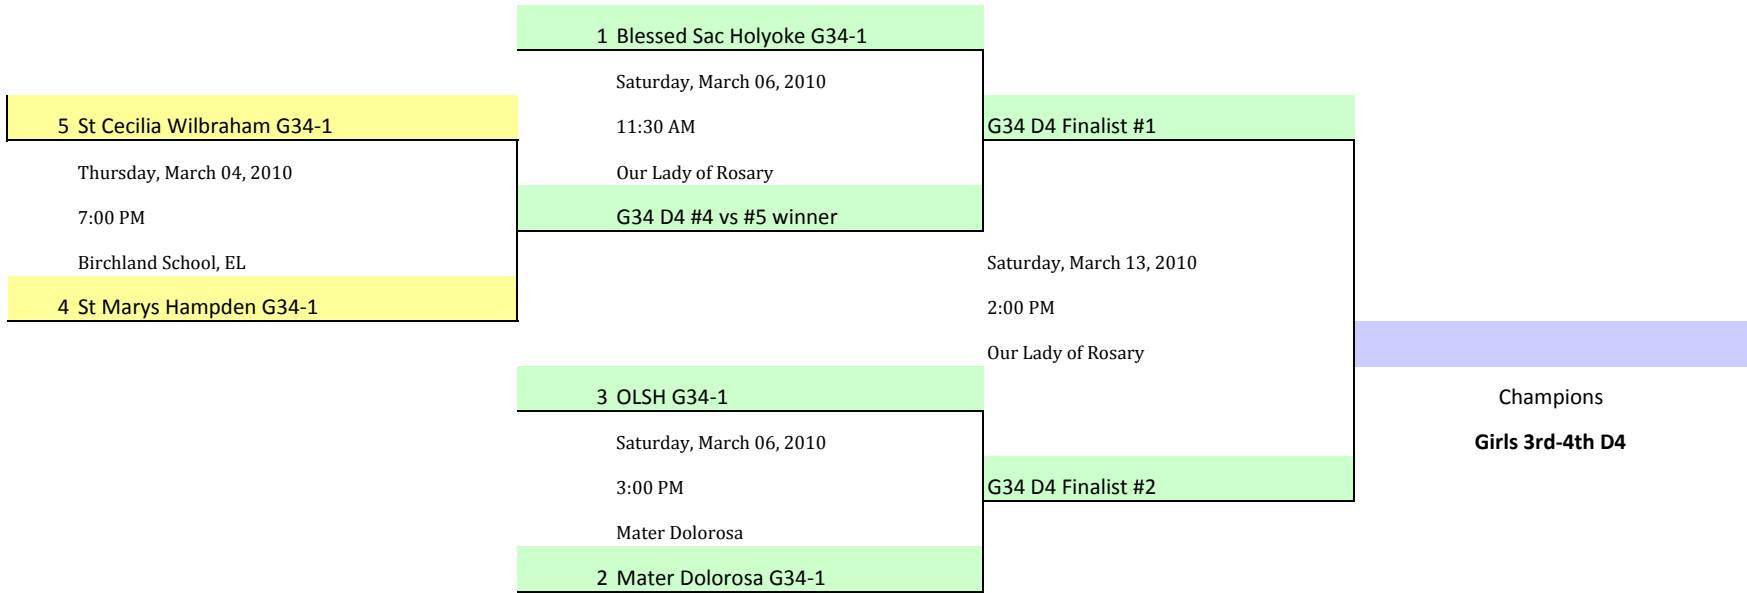 1 Blessed Sac Holyoke G34-1
Saturday, March 06, 2010
5 St Cecilia Wilbraham G34-1
11:30 AM
G34 D4 Finalist #1
Thursday, March 04, 2010
Our Lady of Rosary
7:00 PM
G34 D4 #4 vs #5 winner
Birchland School, EL
Saturday, March 13, 2010
4 St Marys Hampden G34-1
2:00 PM
Our Lady of Rosary
3 OLSH G34-1
Champions
Saturday, March 06, 2010
Girls 3rd-4th D4
3:00 PM
G34 D4 Finalist #2
Mater Dolorosa
2 Mater Dolorosa G34-1